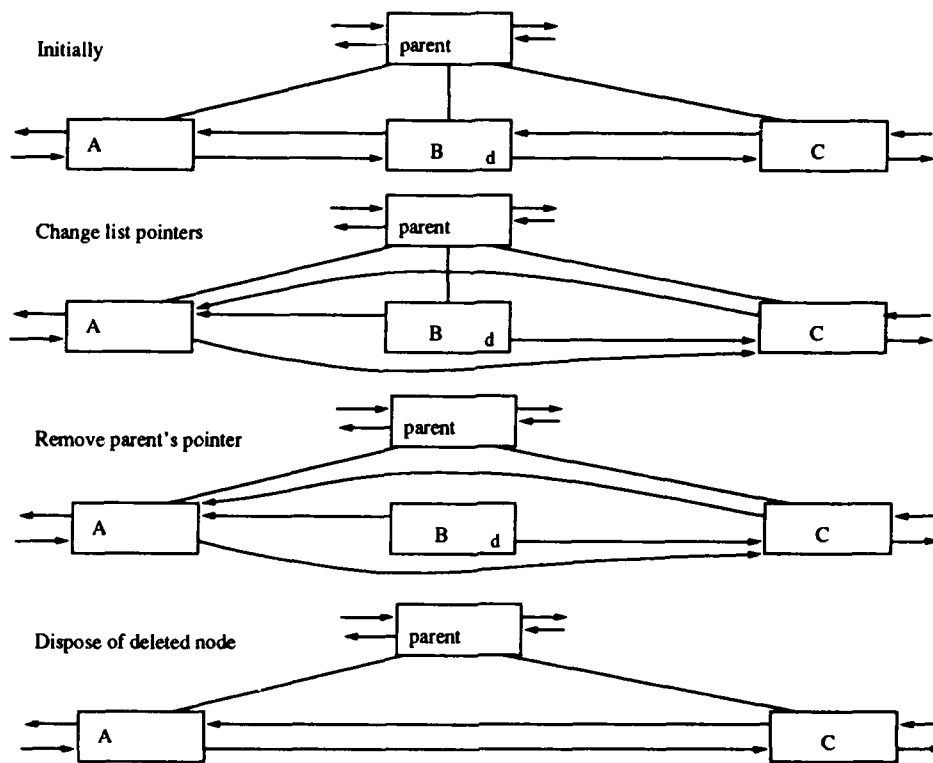 parent
Initially
A
B d
C
parent
Change list pointers
A
B d
C
parent
Remove parent's pointer
A
B d
C
parent
Dispose of deleted node
A
C